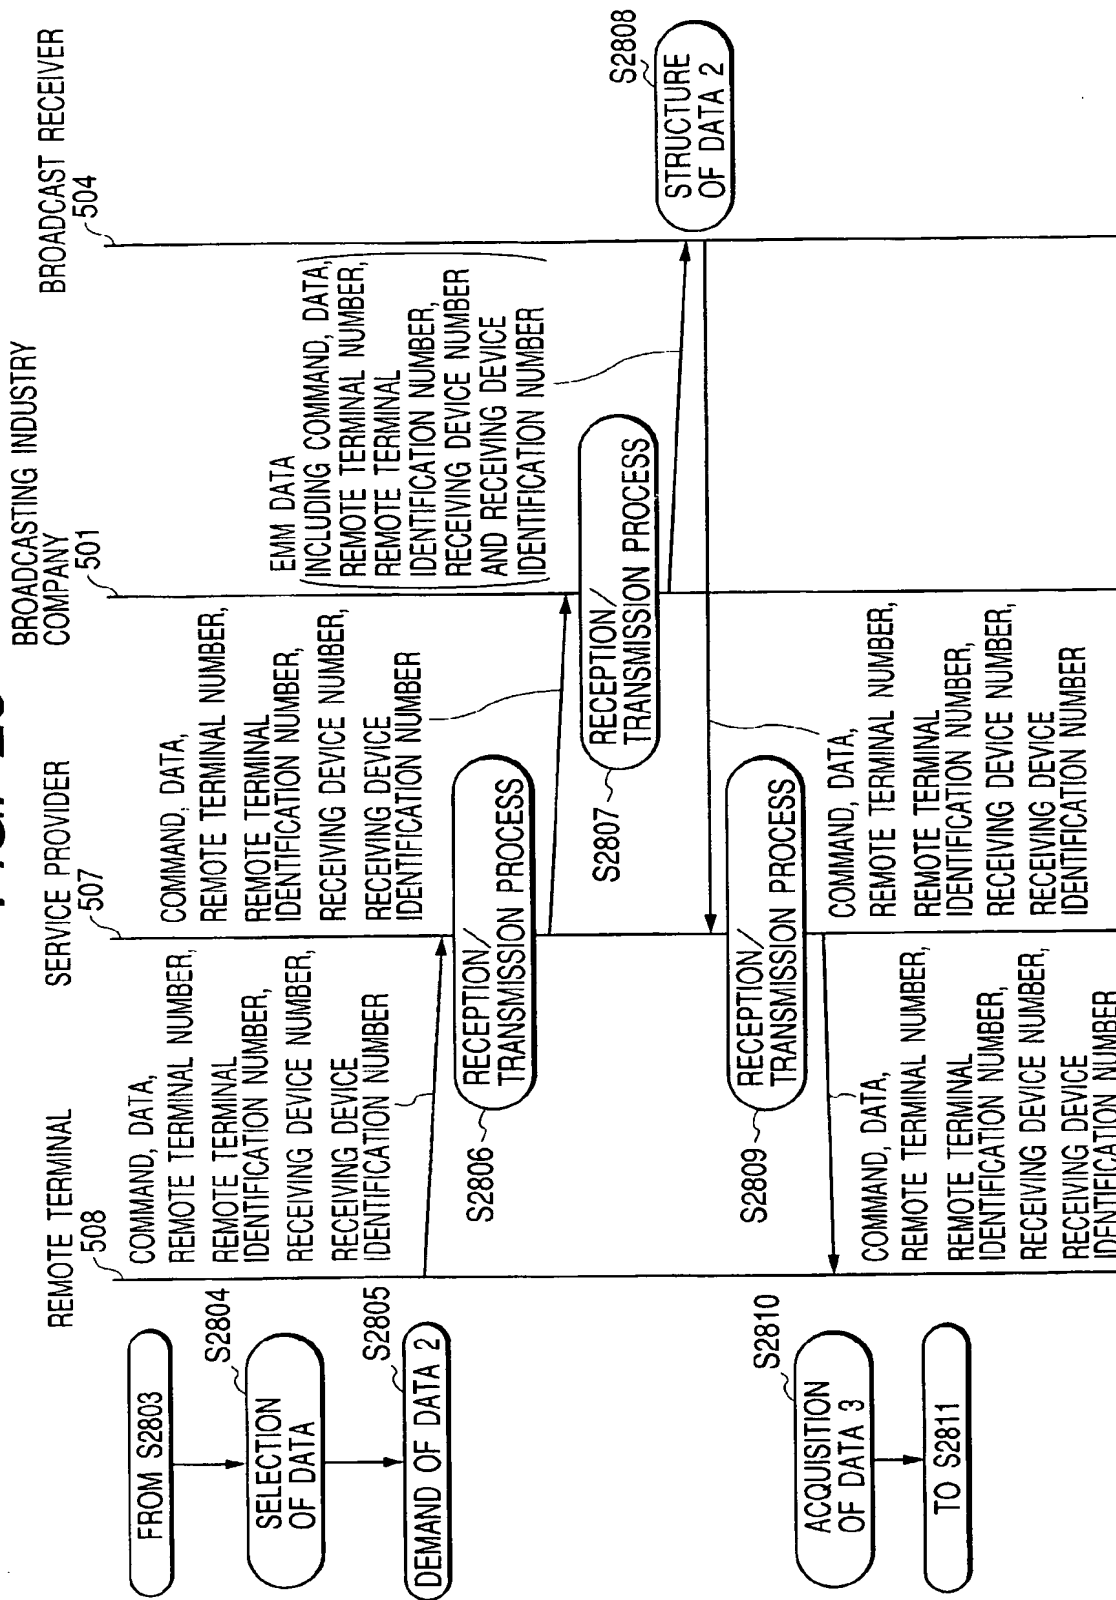 REMOTE TERMINAL
508
SERVICE PROVIDER
507
BROADCASTING INDUSTRY
COMPANY
501
BROADCAST RECEIVER
504
FROM S2803
S2804
SELECTION
OF DATA
S2805
DEMAND OF DATA 2
COMMAND, DATA,
REMOTE TERMINAL NUMBER,
REMOTE TERMINAL
IDENTIFICATION NUMBER,
RECEIVING DEVICE NUMBER,
RECEIVING DEVICE
IDENTIFICATION NUMBER
S2806
RECEPTION/
TRANSMISSION PROCESS
COMMAND, DATA,
REMOTE TERMINAL NUMBER,
REMOTE TERMINAL
IDENTIFICATION NUMBER,
RECEIVING DEVICE NUMBER,
RECEIVING DEVICE
IDENTIFICATION NUMBER
S2807
RECEPTION/
TRANSMISSION PROCESS
EMM DATA
INCLUDING COMMAND, DATA,
REMOTE TERMINAL NUMBER,
REMOTE TERMINAL
IDENTIFICATION NUMBER,
RECEIVING DEVICE NUMBER
AND RECEIVING DEVICE
IDENTIFICATION NUMBER
S2808
STRUCTURE
OF DATA 2
S2809
RECEPTION/
TRANSMISSION PROCESS
COMMAND, DATA,
REMOTE TERMINAL NUMBER,
REMOTE TERMINAL
IDENTIFICATION NUMBER,
RECEIVING DEVICE NUMBER,
RECEIVING DEVICE
IDENTIFICATION NUMBER
S2810
ACQUISITION
OF DATA 3
TO S2811
COMMAND, DATA,
REMOTE TERMINAL NUMBER,
REMOTE TERMINAL
IDENTIFICATION NUMBER,
RECEIVING DEVICE NUMBER,
RECEIVING DEVICE
IDENTIFICATION NUMBER